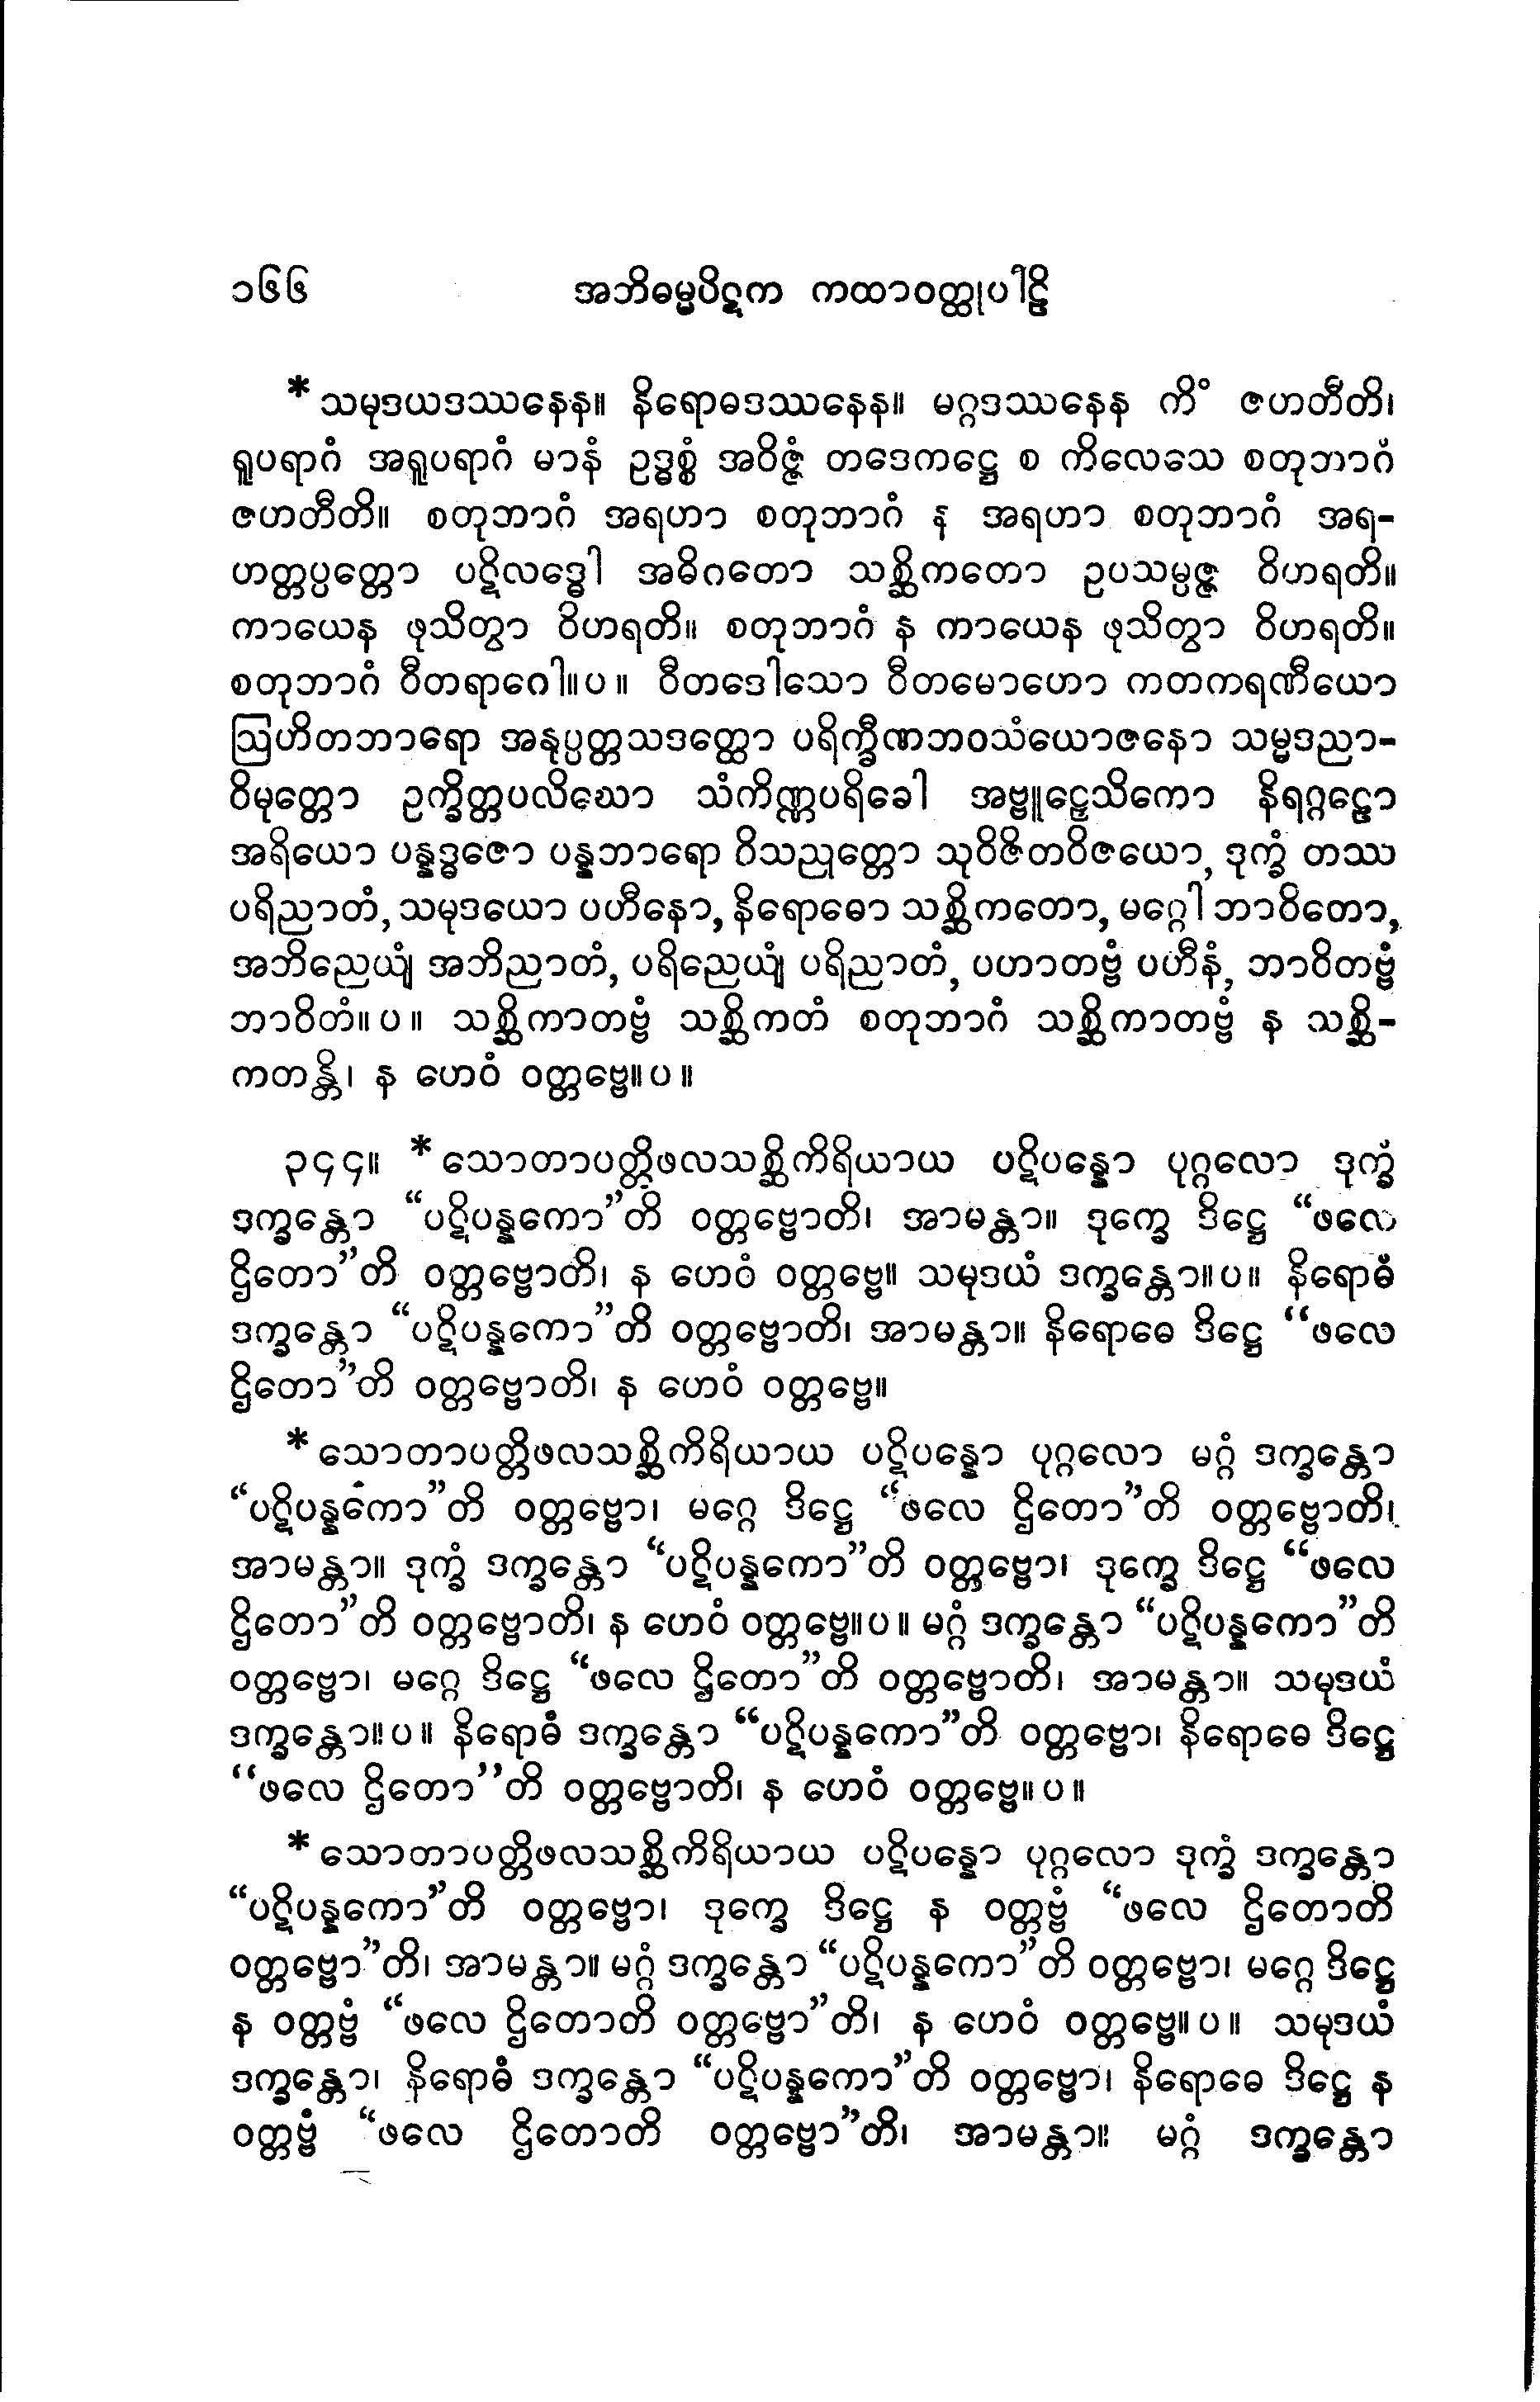 ၁၆၆ အဘိဓမ္မပိဋက ကထာဝတ္ထုပါဠိ
*သမုဒယဒဿနေန။ နိရောဓဒဿနေန။ မဂ္ဂဒဿနေန ကိံ ဇဟတီတိ၊
ရူပရာဂံ အရူပရာဂံ မာနံ ဥဒ္ဓစ္စံ အဝိဇ္ဇံ တဒေကဋ္ဌေ စ ကိလေသေ စတုဘာဂံ
ဇဟတီတိ။ စတုဘာဂံ အရဟာ စတုဘာဂံ န အရဟာ စတုဘာဂံ အရ-
ဟတ္တပ္ပတ္တော ပဋိလဒ္ဓေါ အဓိဂတော သစ္ဆိကတော ဥပသမ္ပဇ္ဇ ဝိဟရတိ။
ကာယေန ဖုသိတွာ ဝိဟရတိ။ စတုဘာဂံ န ကာယေန ဖုသိတွာ ဝိဟရတိ။
စတုဘာဂံ ဝီတရာဂေါ။ပ။ ဝီတဒေါသော ဝီတမောဟော ကတကရဏီယော
ဩဟိတဘာရော အနုပ္ပတ္တသဒတ္ထော ပရိက္ခီဏဘဝသံယောဇနော သမ္မဒညာ-
ဝိမုတ္တော ဥက္ခိတ္တပလိဃော သံကိဏ္ဏပရိခေါ အဗ္ဗူဠှေသိကော နိရဂ္ဂဠော
အရိယော ပန္နဒ္ဓဇော ပန္နဘာရော ဝိသညုတ္တော သုဝိဇိတဝိဇယော, ဒုက္ခံ တဿ
ပရိညာတံ, သမုဒယော ပဟီနော, နိရောဓော သစ္ဆိကတော, မဂ္ဂေါ ဘာဝိတော,
အဘိညေယျံ အဘိညာတံ, ပရိညေယျံ ပရိညာတံ, ပဟာတဗ္ဗံ ပဟီနံ, ဘာဝိတဗ္ဗံ
ဘာဝိတံ။ပ။ သစ္ဆိကာတဗ္ဗံ သစ္ဆိကတံ စတုဘာဂံ သစ္ဆိကာတဗ္ဗံ န သစ္ဆိ-
ကတန္တိ၊ န ဟေဝံ ဝတ္တဗ္ဗေ။ပ။
၃၄၄။ *သောတာပတ္တိဖလသစ္ဆိကိရိယာယ ပဋိပန္နော ပုဂ္ဂလော ဒုက္ခံ
ဒက္ခန္တော “ပဋိပန္နကော”တိ ဝတ္တဗ္ဗောတိ၊ အာမန္တာ။ ဒုက္ခေ ဒိဋ္ဌေ “ဖလေ
ဌိတော”တိ ဝတ္တဗ္ဗောတိ၊ န ဟေဝံ ဝတ္တဗ္ဗေ။ သမုဒယံ ဒက္ခန္တော။ပ။ နိရောဓံ
ဒက္ခန္တော “ပဋိပန္နကော”တိ ဝတ္တဗ္ဗောတိ၊ အာမန္တာ။ နိရောဓေ ဒိဋ္ဌေ “ဖလေ
ဌိတော”တိ ဝတ္တဗ္ဗောတိ၊ န ဟေဝံ ဝတ္တဗ္ဗေ။
*သောတာပတ္တိဖလသစ္ဆိကိရိယာယ ပဋိပန္နော ပုဂ္ဂလော မဂ္ဂံ ဒက္ခန္တော
“ပဋိပန္နကော”တိ ဝတ္တဗ္ဗော၊ မဂ္ဂေ ဒိဋ္ဌေ “ဖလေ ဌိတော”တိ ဝတ္တဗ္ဗောတိ၊
အာမန္တာ။ ဒုက္ခံ ဒက္ခန္တော “ပဋိပန္နကော”တိ ဝတ္တဗ္ဗော၊ ဒုက္ခေ ဒိဋ္ဌေ “ဖလေ
ဌိတော”တိ ဝတ္တဗ္ဗောတိ၊ န ဟေဝံ ဝတ္တဗ္ဗေ။ပ။ မဂ္ဂံ ဒက္ခန္တော “ပဋိပန္နကော”တိ
ဝတ္တဗ္ဗော၊ မဂ္ဂေ ဒိဋ္ဌေ “ဖလေ ဌိတော”တိ ဝတ္တဗ္ဗောတိ၊ အာမန္တာ။ သမုဒယံ
ဒက္ခန္တော။ပ။ နိရောဓံ ဒက္ခန္တော “ပဋိပန္နကော”တိ ဝတ္တဗ္ဗော၊ နိရောဓေ ဒိဋ္ဌေ
“ဖလေ ဌိတော”တိ ဝတ္တဗ္ဗောတိ၊ န ဟေဝံ ဝတ္တဗ္ဗေ။ပ။
*သောတာပတ္တိဖလသစ္ဆိကိရိယာယ ပဋိပန္နော ပုဂ္ဂလော ဒုက္ခံ ဒက္ခန္တော
“ပဋိပန္နကော”တိ ဝတ္တဗ္ဗော၊ ဒုက္ခေ ဒိဋ္ဌေ န ဝတ္တဗ္ဗံ “ဖလေ ဌိတောတိ
ဝတ္တဗ္ဗော”တိ၊ အာမန္တာ။ မဂ္ဂံ ဒက္ခန္တော “ပဋိပန္နကော”တိ ဝတ္တဗ္ဗော၊ မဂ္ဂေ ဒိဋ္ဌေ
န ဝတ္တဗ္ဗံ “ဖလေ ဌိတောတိ ဝတ္တဗ္ဗော”တိ၊ န ဟေဝံ ဝတ္တဗ္ဗေ။ပ။ သမုဒယံ
ဒက္ခန္တော၊ နိရောဓံ ဒက္ခန္တော “ပဋိပန္နကော”တိ ဝတ္တဗ္ဗော၊ နိရောဓေ ဒိဋ္ဌေ န
ဝတ္တဗ္ဗံ “ဖလေ ဌိတောတိ ဝတ္တဗ္ဗော”တိ၊ အာမန္တာ။ မဂ္ဂံ ဒက္ခန္တော